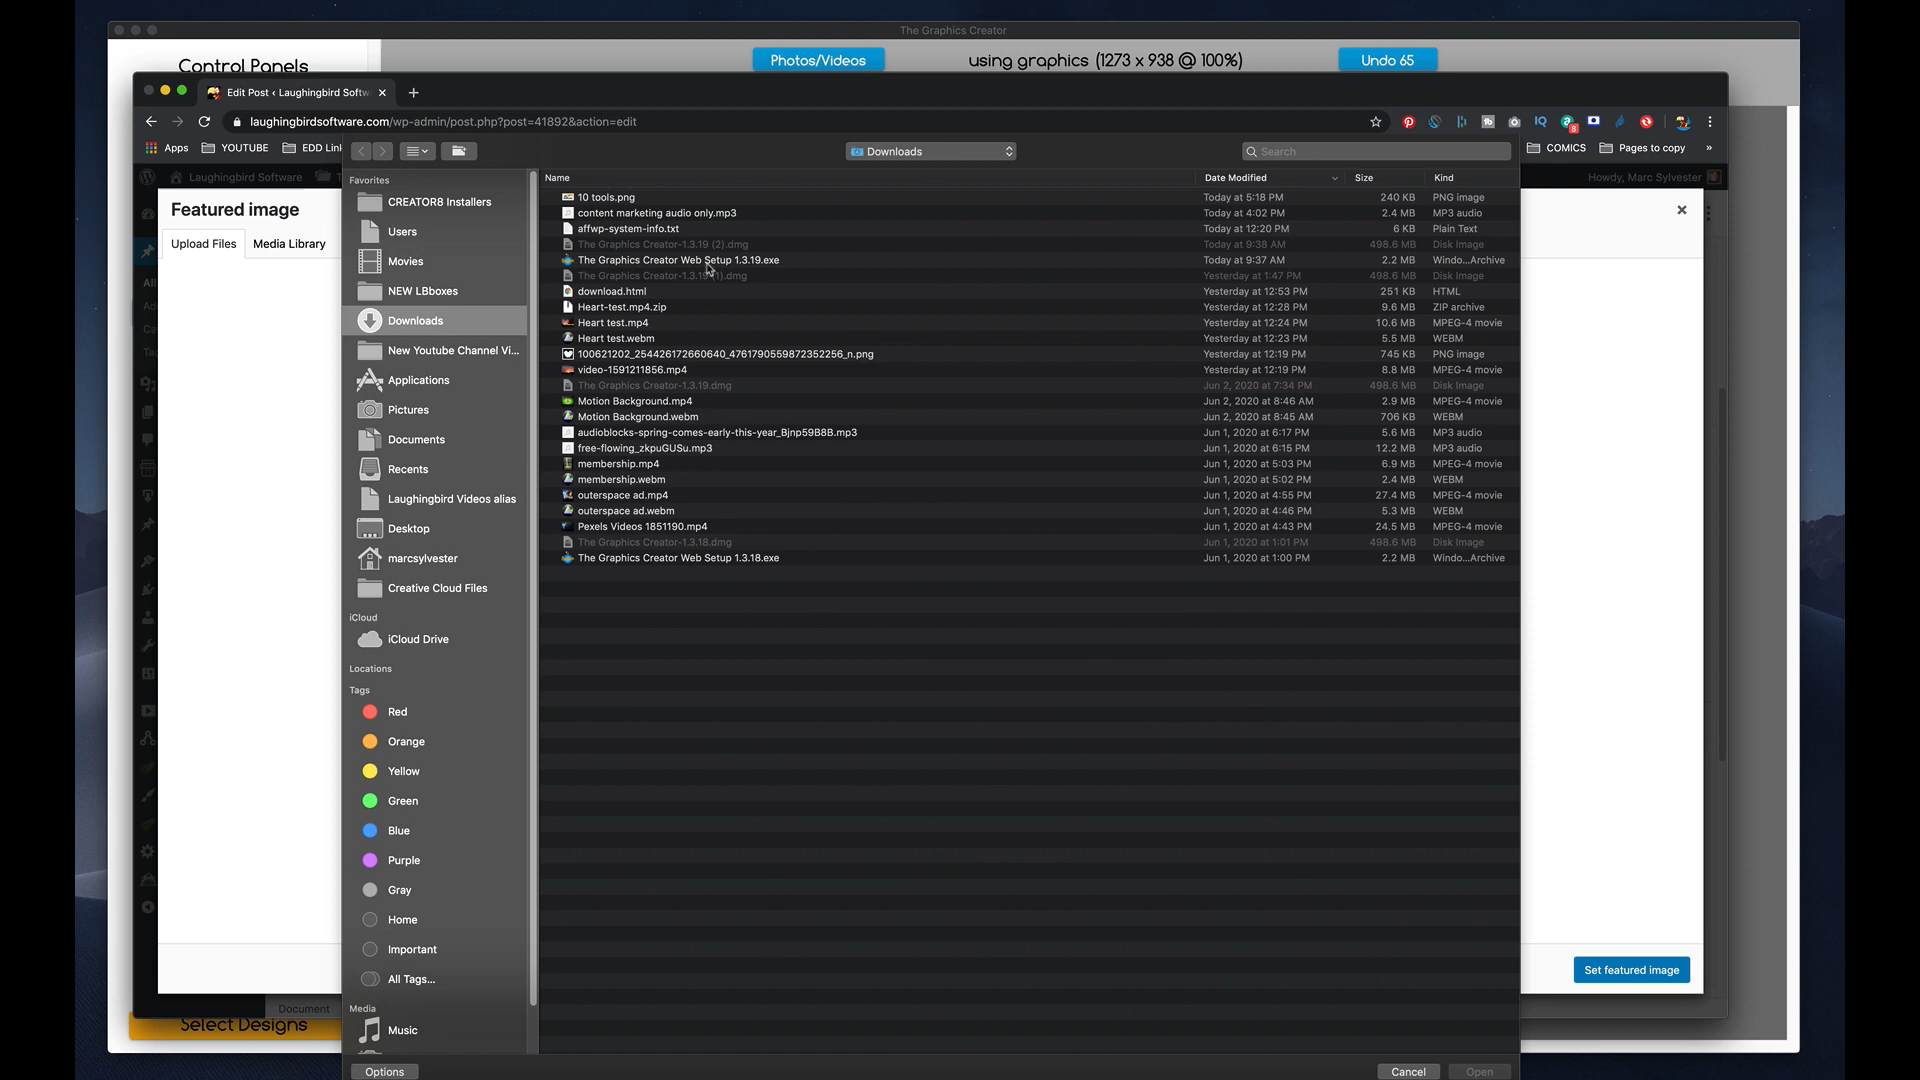 The Graphics Creator
Control Panels
Photos/Videos
using graphics (1273 x 938 @ 100%)
Undo 65
Edit Post ‹ Laughingbird Softw
laughingbirdsoftware.com/wp-admin/post.php?post=41892&action=edit
Apps
YOUTUBE
EDD Link
COMICS
Pages to copy
»
Downloads
Search
Laughingbird Software
Howdy, Marc Sylvester
Featured image
Upload Files
Media Library
Favorites
CREATOR8 Installers
Users
Movies
NEW LBboxes
Downloads
New Youtube Channel Vi...
Applications
Pictures
Documents
Recents
Laughingbird Videos alias
Desktop
marcsylvester
Creative Cloud Files
iCloud
iCloud Drive
Locations
Tags
Red
Orange
Yellow
Green
Blue
Purple
Gray
Home
Important
All Tags...
Media
Music
Name Date Modified Size Kind
10 tools.png Today at 5:18 PM 240 KB PNG image
content marketing audio only.mp3 Today at 4:02 PM 2.4 MB MP3 audio
affwp-system-info.txt Today at 12:20 PM 6 KB Plain Text
The Graphics Creator-1.3.19 (2).dmg Today at 9:38 AM 498.6 MB Disk Image
The Graphics Creator Web Setup 1.3.19.exe Today at 9:37 AM 2.2 MB Windo...Archive
The Graphics Creator-1.3.19 (1).dmg Yesterday at 1:47 PM 498.6 MB Disk Image
download.html Yesterday at 12:53 PM 251 KB HTML
Heart-test.mp4.zip Yesterday at 12:28 PM 9.6 MB ZIP archive
Heart test.mp4 Yesterday at 12:24 PM 10.6 MB MPEG-4 movie
Heart test.webm Yesterday at 12:23 PM 5.5 MB WEBM
100621202_254426172660640_4761790559872352256_n.png Yesterday at 12:19 PM 745 KB PNG image
video-1591211856.mp4 Yesterday at 12:19 PM 8.8 MB MPEG-4 movie
The Graphics Creator-1.3.19.dmg Jun 2, 2020 at 7:34 PM 498.6 MB Disk Image
Motion Background.mp4 Jun 2, 2020 at 8:46 AM 2.9 MB MPEG-4 movie
Motion Background.webm Jun 2, 2020 at 8:45 AM 706 KB WEBM
audioblocks-spring-comes-early-this-year_Bjnp59B8B.mp3 Jun 1, 2020 at 6:17 PM 5.6 MB MP3 audio
free-flowing_zkpuGUSu.mp3 Jun 1, 2020 at 6:15 PM 12.2 MB MP3 audio
membership.mp4 Jun 1, 2020 at 5:03 PM 6.9 MB MPEG-4 movie
membership.webm Jun 1, 2020 at 5:02 PM 2.4 MB WEBM
outerspace ad.mp4 Jun 1, 2020 at 4:55 PM 27.4 MB MPEG-4 movie
outerspace ad.webm Jun 1, 2020 at 4:46 PM 5.3 MB WEBM
Pexels Videos 1851190.mp4 Jun 1, 2020 at 4:43 PM 24.5 MB MPEG-4 movie
The Graphics Creator-1.3.18.dmg Jun 1, 2020 at 1:01 PM 498.6 MB Disk Image
The Graphics Creator Web Setup 1.3.18.exe Jun 1, 2020 at 1:00 PM 2.2 MB Windo...Archive
Set featured image
Document
Select Designs
Options
Cancel
Open